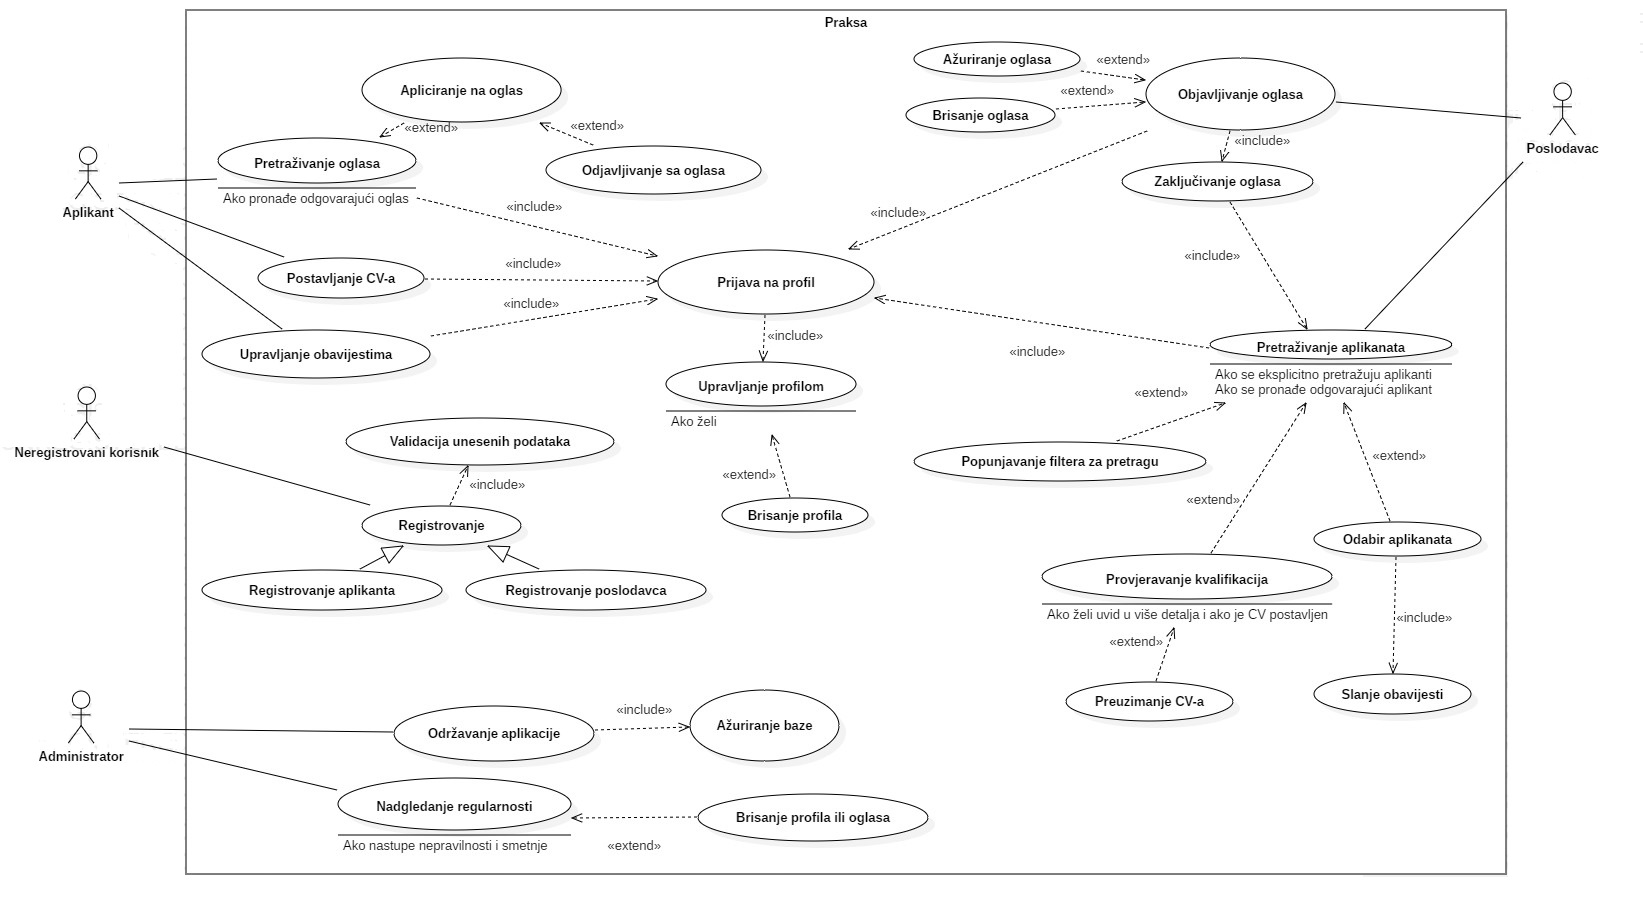 Praksa
Ažuriranje oglasa
«extend»
Apliciranje na oglas
«extend»
Objavljivanje oglasa
Brisanje oglasa
«extend»
«extend»
«include»
Poslodavac
Pretraživanje oglasa
Odjavljivanje sa oglasa
Zaključivanje oglasa
Ako pronađe odgovarajući oglas
«include»
«include»
Aplikant
«include»
«include»
Postavljanje CV-a
Prijava na profil
«include»
«include»
«include»
Upravljanje obavijestima
Pretraživanje aplikanata
Ako se eksplicitno pretražuju aplikanti
Ako se pronađe odgovarajući aplikant
Upravljanje profilom
Ako želi
«extend»
Neregistrovani korisnik
Validacija unesenih podataka
«include»
«extend»
Popunjavanje filtera za pretragu
«extend»
«extend»
Registrovanje
Brisanje profila
Odabir aplikanata
Registrovanje aplikanta
Registrovanje poslodavca
Provjeravanje kvalifikacija
Ako želi uvid u više detalja i ako je CV postavljen
«include»
«extend»
Preuzimanje CV-a
Slanje obavijesti
Administrator
Održavanje aplikacije
«include»
Ažuriranje baze
Nadgledanje regularnosti
Ako nastupe nepravilnosti i smetnje
«extend»
Brisanje profila ili oglasa